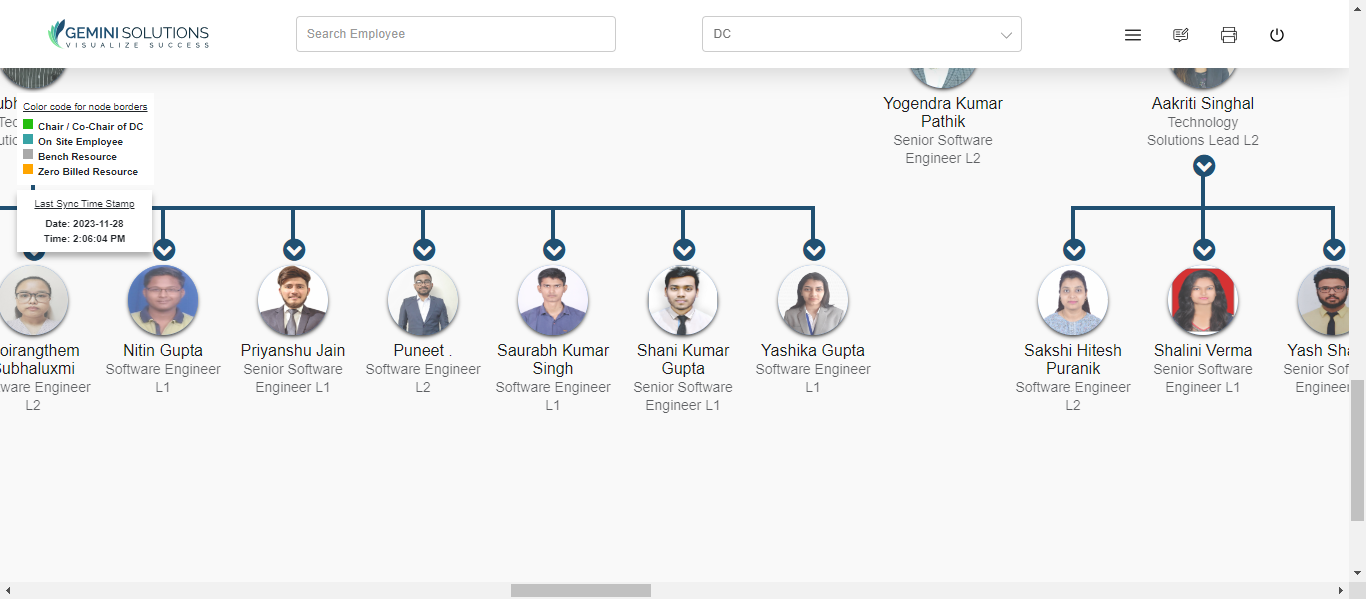 GEMINI SOLUTIONS
VISUALIZE SUCCESS
Search Employee
DC
Color code for node borders
Chair / Co-Chair of DC
On Site Employee
Bench Resource
Zero Billed Resource
Last Sync Time Stamp
Date: 2023-11-28
Time: 2:06:04 PM
Yogendra Kumar
Pathik
Senior Software
Engineer L2
Aakriti Singhal
Technology
Solutions Lead L2
oirangthem
ubhaluxmi
ware Engineer
L2
Nitin Gupta
Software Engineer
L1
Priyanshu Jain
Senior Software
Engineer L1
Puneet .
Software Engineer
L2
Saurabh Kumar
Singh
Software Engineer
L1
Shani Kumar
Gupta
Senior Software
Engineer L1
Yashika Gupta
Software Engineer
L1
Sakshi Hitesh
Puranik
Software Engineer
L2
Shalini Verma
Senior Software
Engineer L1
Yash Sha
Senior Sof
Engineer